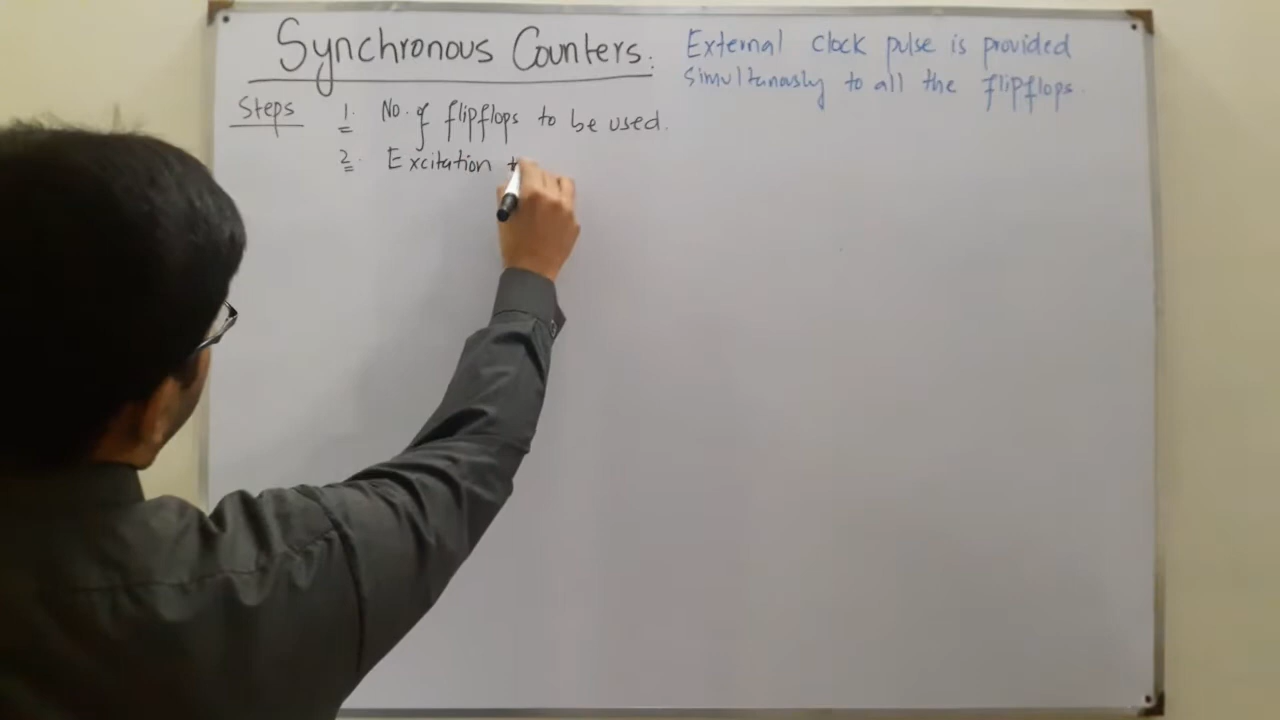 Synchronous Counters:
External clock pulse is provided
simultanously to all the flipflops.
Steps
1. No. of flipflops to be used.
2. Excitation t